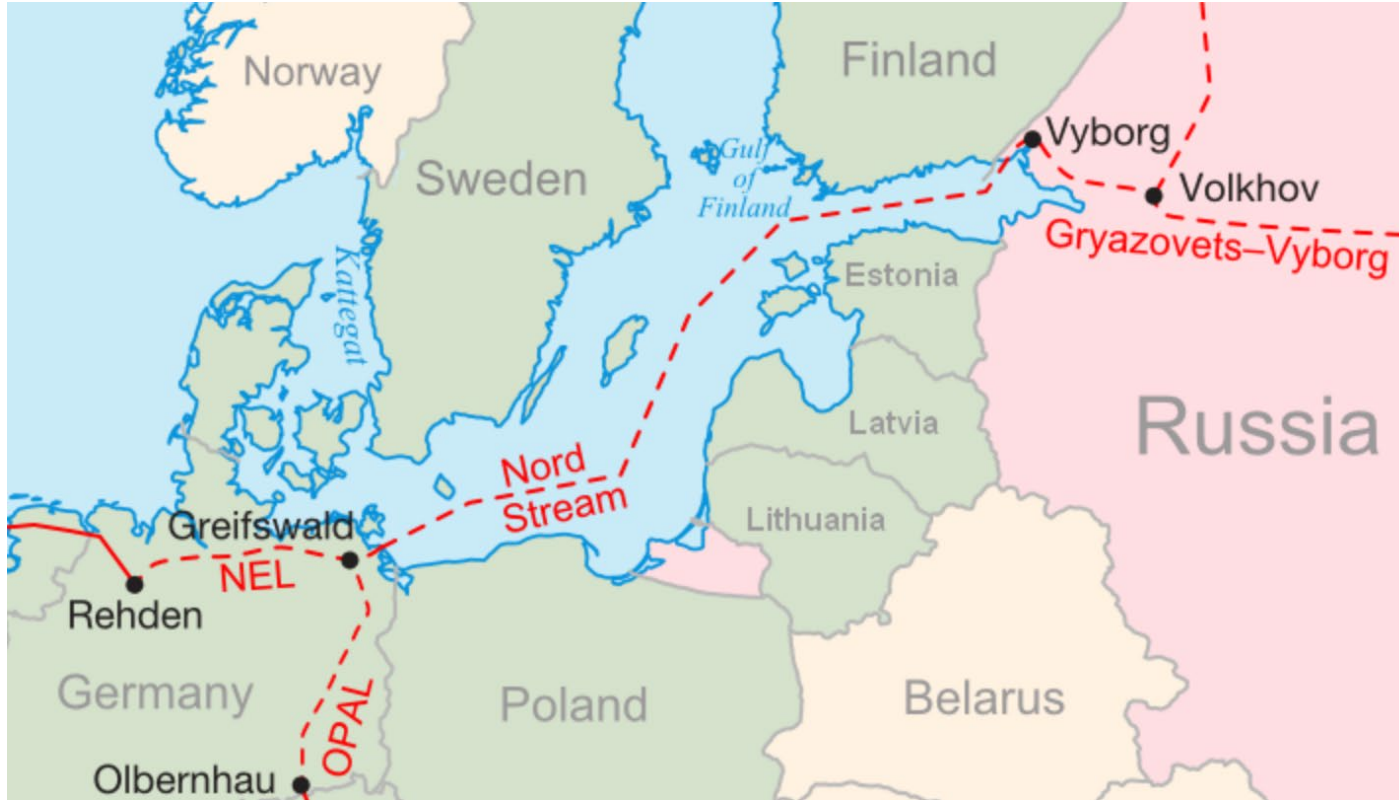 Norway
Finland
Sweden
Gulf
of
Finland
Vyborg
Volkhov
Gryazovets–Vyborg
Kattegat
Estonia
Russia
Latvia
Nord
Stream
Lithuania
Greifswald
NEL
Rehden
Germany
Poland
Belarus
OPAL
Olbernhau